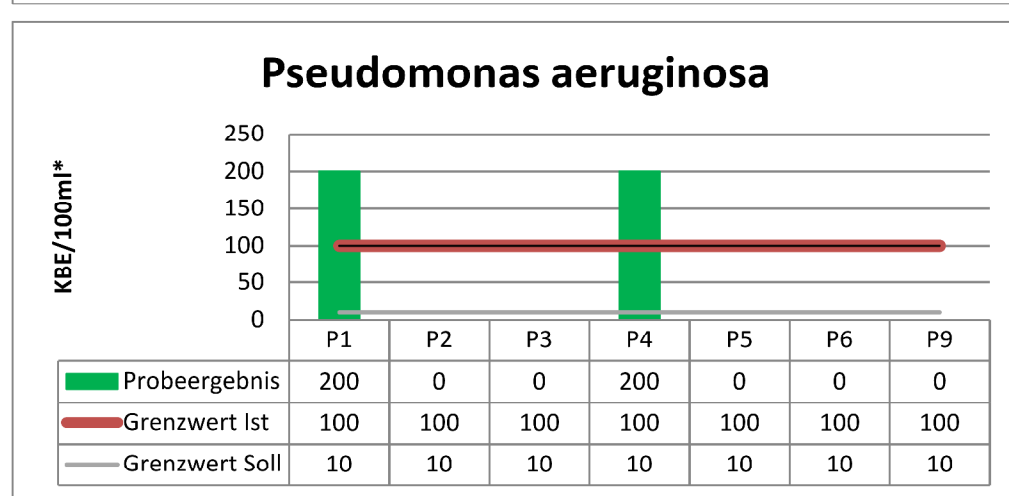 Pseudomonas aeruginosa
KBE/100ml*
250
200
150
100
50
0
P1 P2 P3 P4 P5 P6 P9
Probeergebnis 200 0 0 200 0 0 0
Grenzwert Ist 100 100 100 100 100 100 100
Grenzwert Soll 10 10 10 10 10 10 10